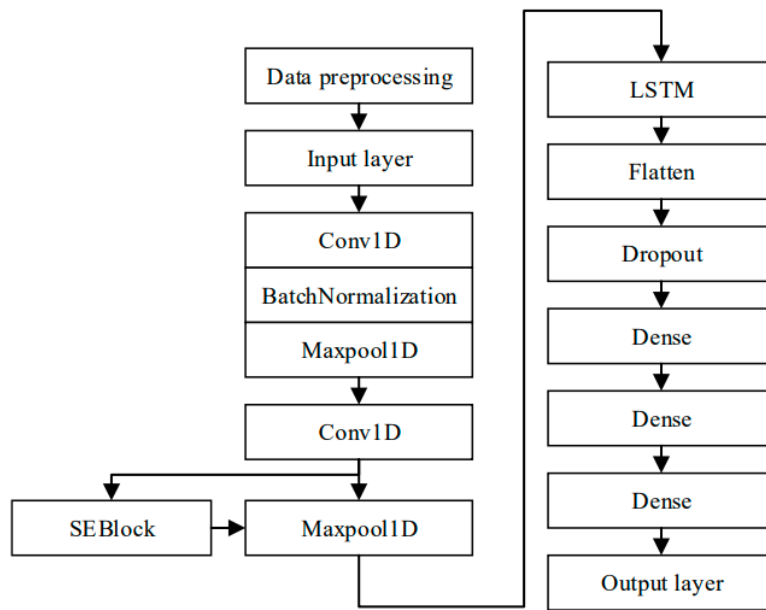 Data preprocessing
Input layer
Conv1D
BatchNormalization
Maxpool1D
Conv1D
SEBlock
Maxpool1D
LSTM
Flatten
Dropout
Dense
Dense
Dense
Output layer